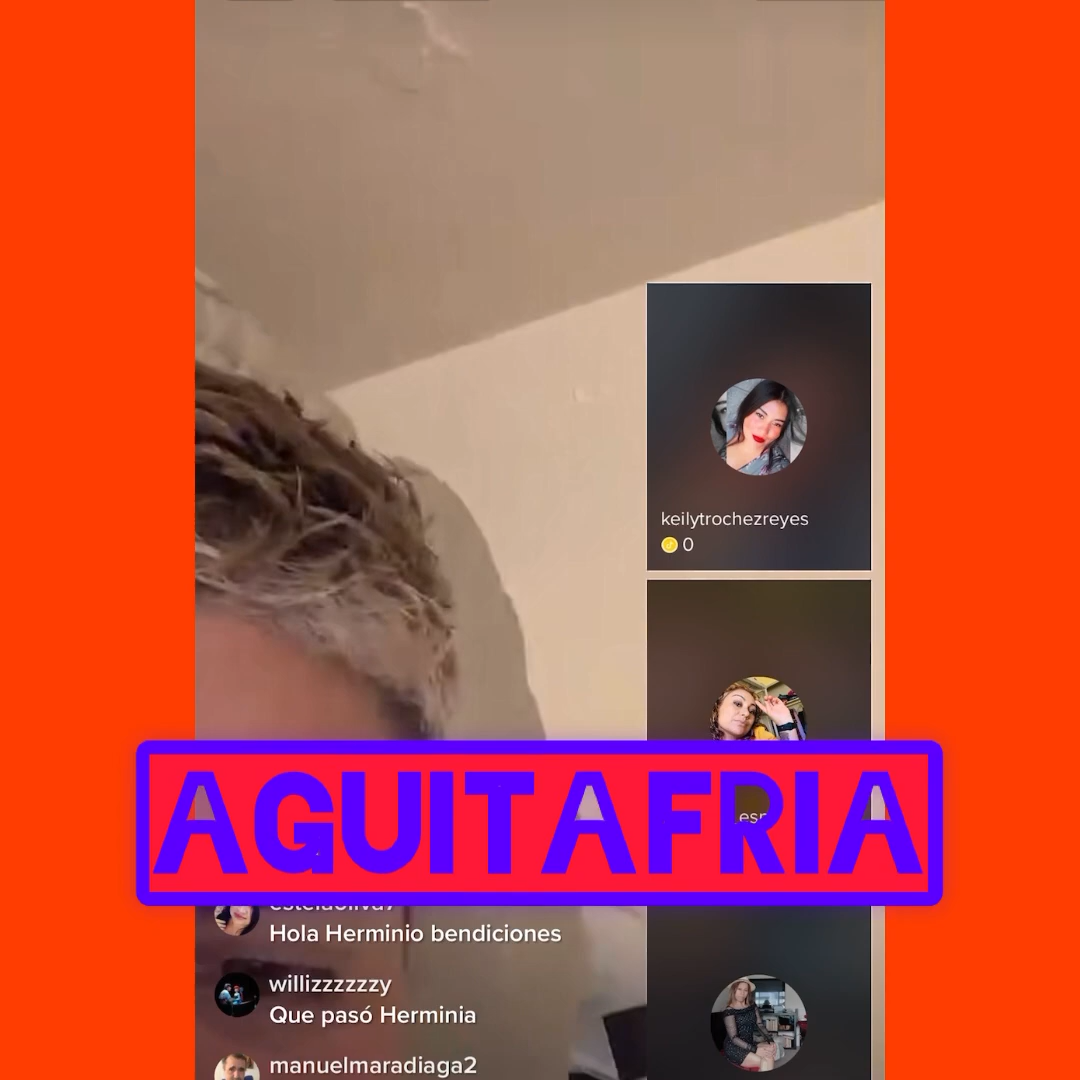 keilytrochezreyes
0
AGUITAFRIA
Hola Herminio bendiciones
willizzzzzzy
Que pasó Herminia
manuelmaradiaga2